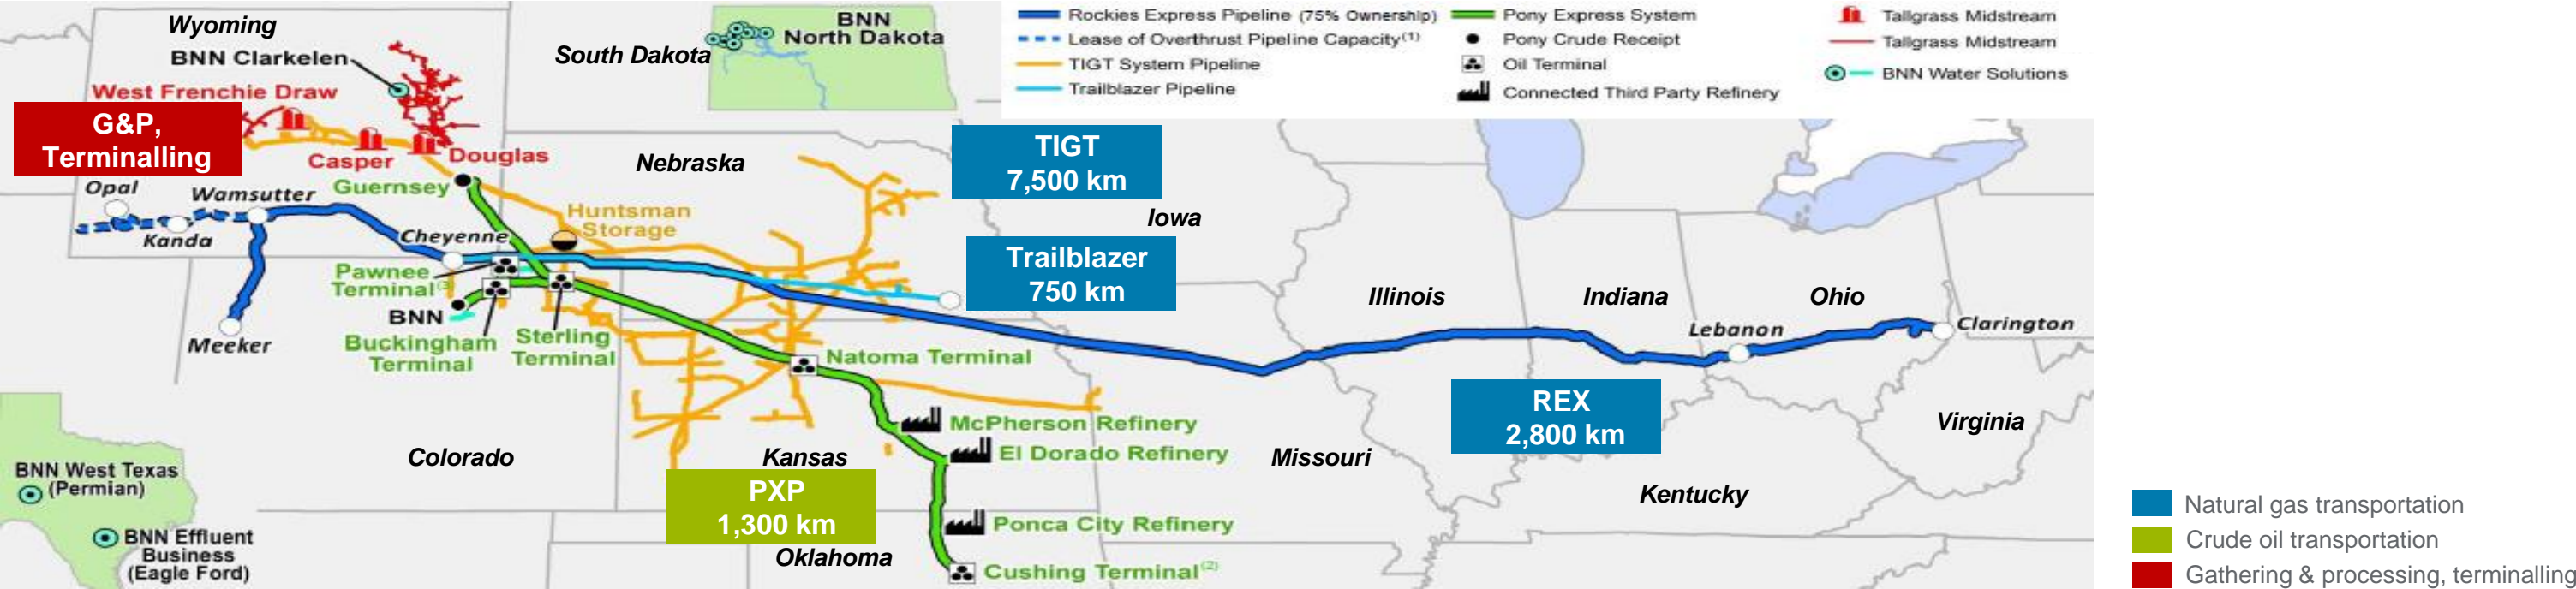 Rockies Express Pipeline (75% Ownership)
Lease of Overthrust Pipeline Capacity(1)
TIGT System Pipeline
Trailblazer Pipeline
Pony Express System
Pony Crude Receipt
Oil Terminal
Connected Third Party Refinery
Tallgrass Midstream
Tallgrass Midstream
BNN Water Solutions
Wyoming
BNN Clarkelen
South Dakota
BNN
North Dakota
West Frenchie Draw
G&P,
Terminalling
Casper
Douglas
Nebraska
TIGT
7,500 km
Opal
Wamsutter
Guernsey
Kanda
Cheyenne
Huntsman
Storage
Iowa
Trailblazer
750 km
Pawnee
Terminal(3)
BNN
Meeker
Buckingham
Terminal
Sterling
Terminal
Natoma Terminal
Illinois
Indiana
Ohio
Lebanon
Clarington
McPherson Refinery
El Dorado Refinery
REX
2,800 km
Virginia
Colorado
Kansas
Missouri
BNN West Texas
(Permian)
PXP
1,300 km
Kentucky
Ponca City Refinery
BNN Effluent
Business
(Eagle Ford)
Oklahoma
Cushing Terminal(2)
Natural gas transportation
Crude oil transportation
Gathering & processing, terminalling